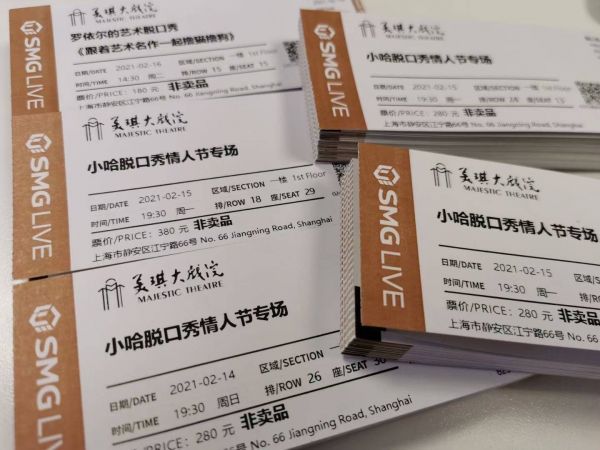 SMG LIVE
美琪大戏院
MAJESTIC THEATRE
罗依尔的艺术脱口秀
《跟着艺术名作一起撸猫撸狗》
日期/DATE 2021-02-16 区域/SECTION 一楼 1st Floor
时间/TIME 14:30 周二 排/ROW 15 座/SEAT 15
票价/PRICE: 280 元 非卖品
上海市静安区江宁路66号 No. 66 Jiangning Road, Shanghai
SMG LIVE
美琪大戏院
MAJESTIC THEATRE
小哈脱口秀情人节专场
日期/DATE 2021-02-15 区域/SECTION 一楼 1st Floor
时间/TIME 19:30 周一 排/ROW 18 座/SEAT 29
票价/PRICE: 380 元 非卖品
上海市静安区江宁路66号 No. 66 Jiangning Road, Shanghai
SMG LIVE
美琪大戏院
MAJESTIC THEATRE
小哈脱口秀情人节专场
日期/DATE 2021-02-14 区域/SECTION
时间/TIME 19:30 周日 排/ROW 26 座/SEAT
票价/PRICE: 280 元 非卖品
上海市静安区江宁路66号 No. 66 Jiangning Road, Shanghai
SMG LIVE
美琪大戏院
MAJESTIC THEATRE
小哈脱口秀情人节专场
日期/DATE 2021-02-15 区域/SECTION 一楼 1st Floor
时间/TIME 19:30 周一 排/ROW 座/SEAT
票价/PRICE: 280 元 非卖品
上海市静安区江宁路66号 No. 66 Jiangning Road, Shanghai
SMG LIVE
美琪大戏院
MAJESTIC THEATRE
小哈脱口秀情人节专场
日期/DATE 2021-02-15 区域/SE
时间/TIME 19:30 周一 排/ROW
票价/PRICE: 280 元 非卖品
上海市静安区江宁路66号 No. 66